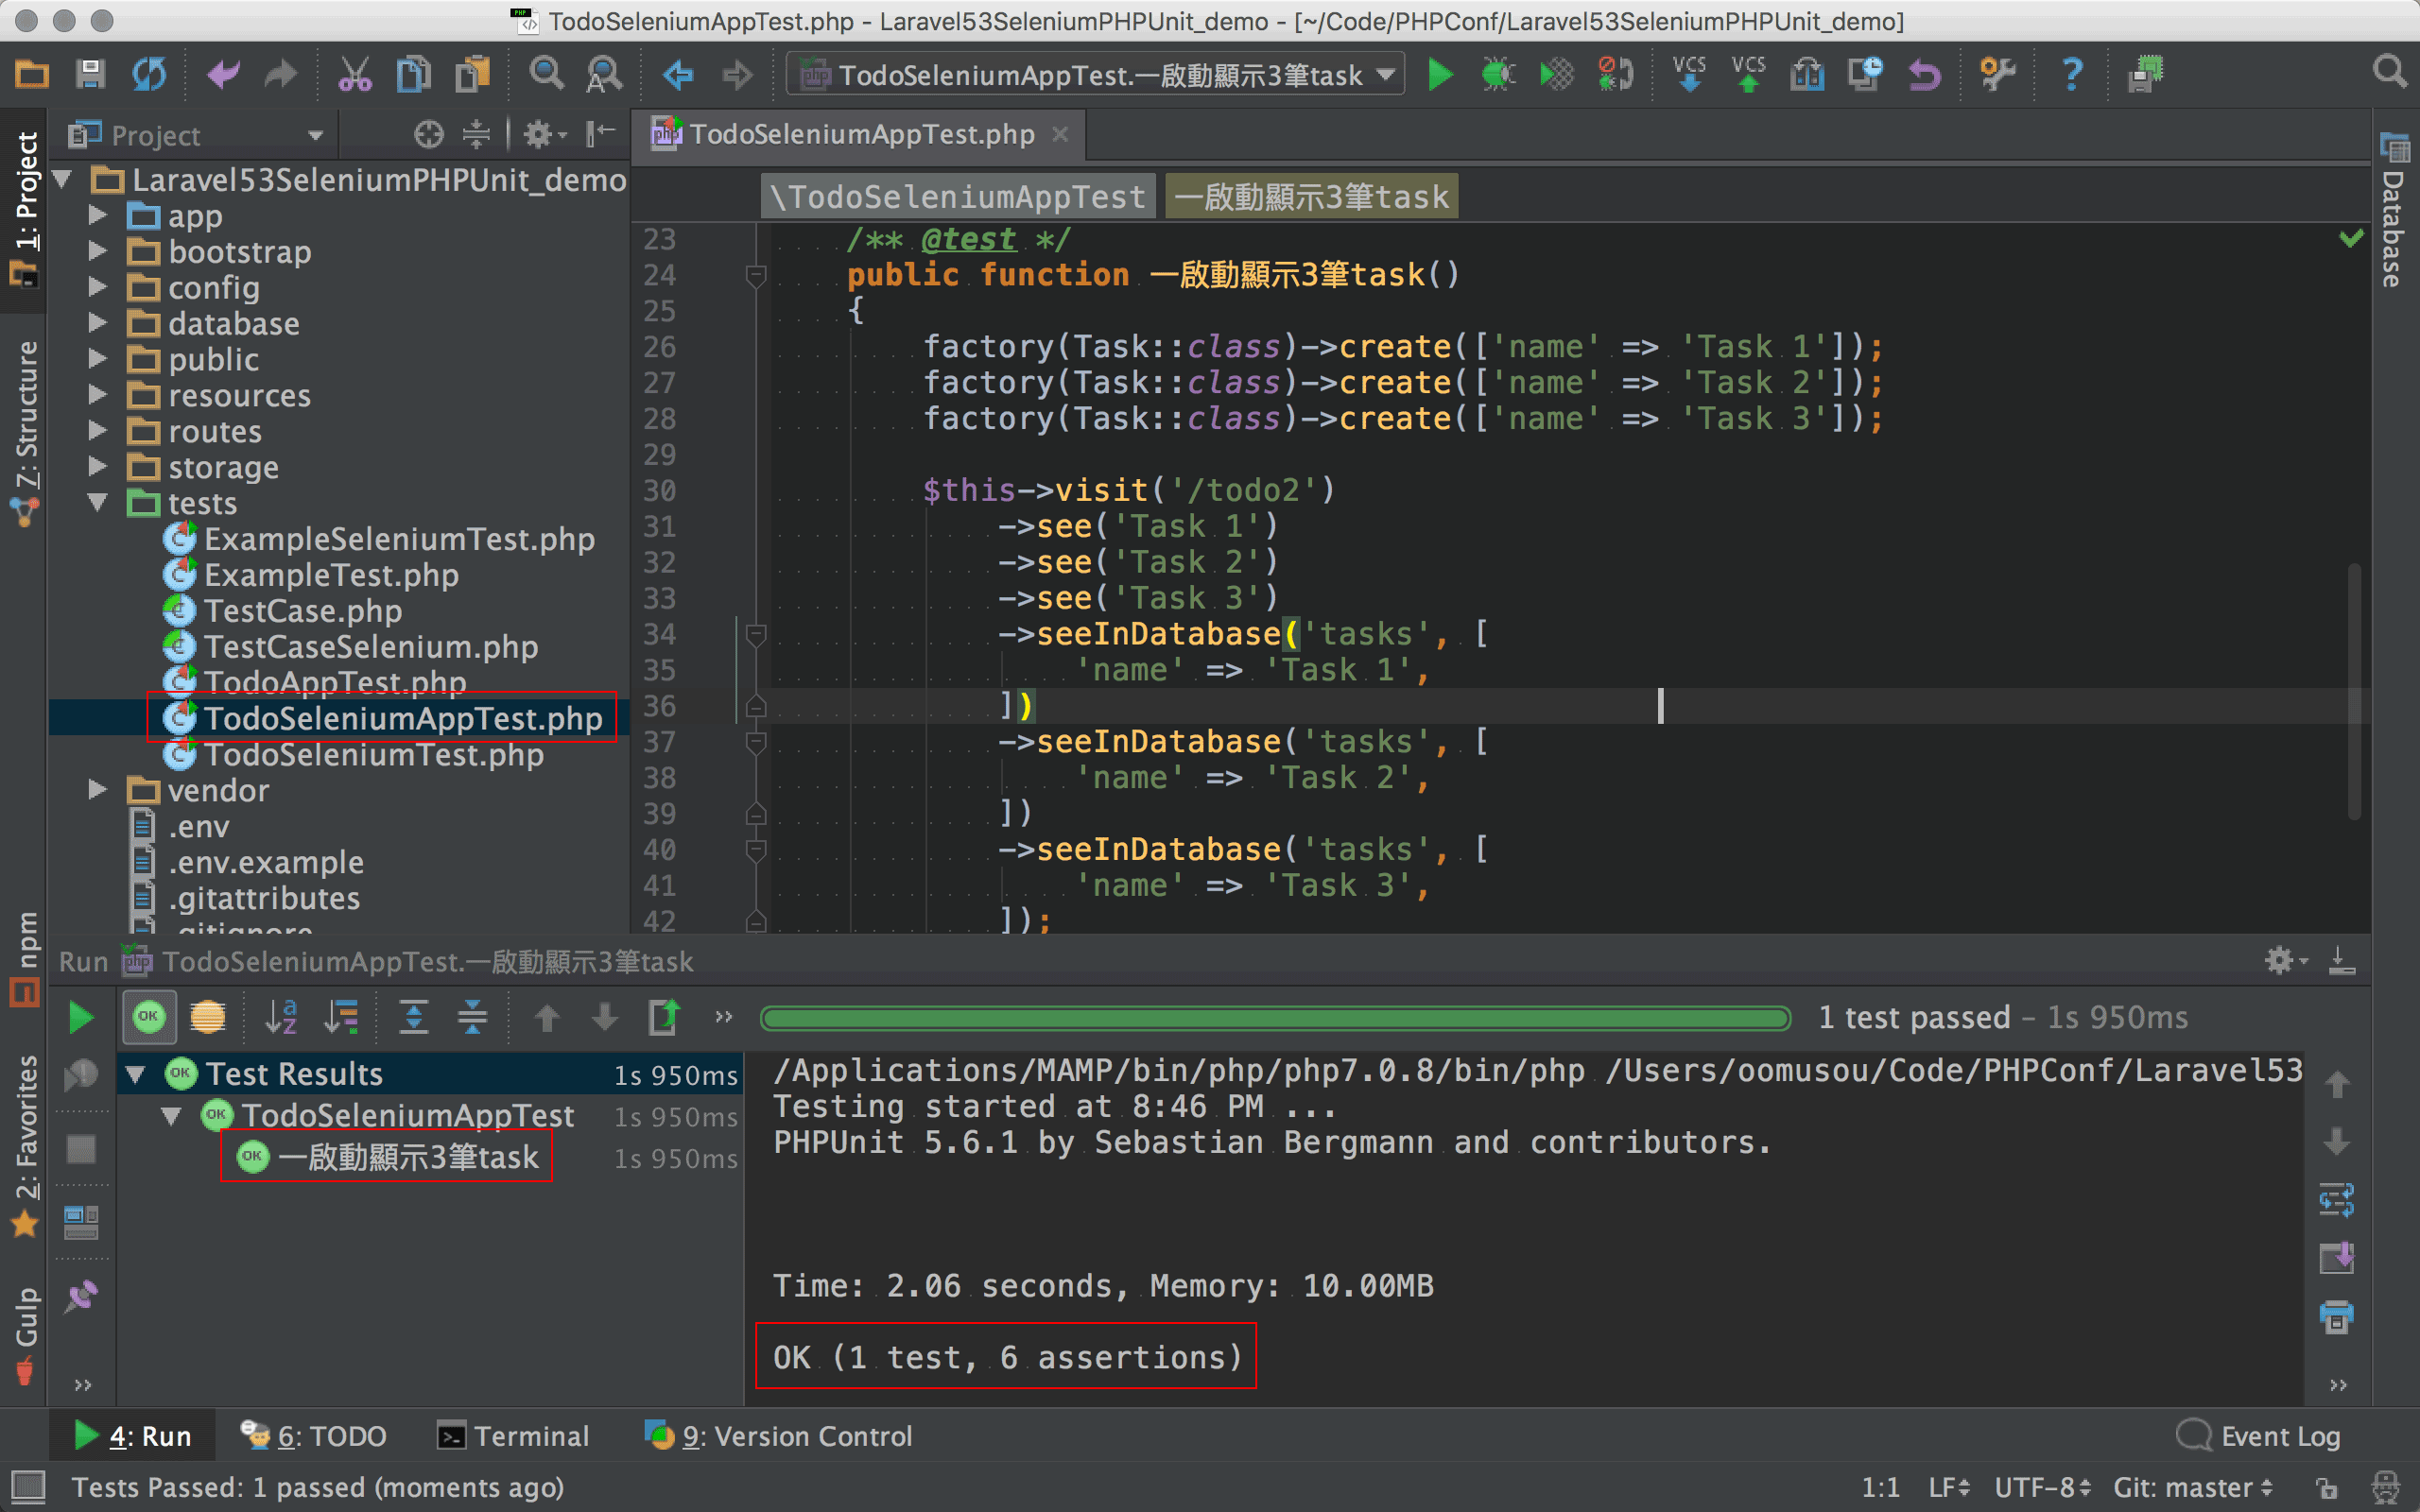 TodoSeleniumAppTest.php - Laravel53SeleniumPHPUnit_demo - [~/Code/PHPConf/Laravel53SeleniumPHPUnit_demo]
TodoSeleniumAppTest.一啟動顯示3筆task
VCS
VCS
Project
TodoSeleniumAppTest.php
1: Project
7: Structure
npm
2: Favorites
Gulp
Database
Laravel53SeleniumPHPUnit_demo
app
bootstrap
config
database
public
resources
routes
storage
tests
ExampleSeleniumTest.php
ExampleTest.php
TestCase.php
TestCaseSelenium.php
TodoAppTest.php
TodoSeleniumAppTest.php
TodoSeleniumTest.php
vendor
.env
.env.example
.gitattributes
.gitignore
\TodoSeleniumAppTest 一啟動顯示3筆task
23 /** @test */
24 public function 一啟動顯示3筆task()
25 {
26 factory(Task::class)->create(['name' => 'Task 1']);
27 factory(Task::class)->create(['name' => 'Task 2']);
28 factory(Task::class)->create(['name' => 'Task 3']);
29
30 $this->visit('/todo2')
31 ->see('Task 1')
32 ->see('Task 2')
33 ->see('Task 3')
34 ->seeInDatabase('tasks', [
35 'name' => 'Task 1',
36 ])
37 ->seeInDatabase('tasks', [
38 'name' => 'Task 2',
39 ])
40 ->seeInDatabase('tasks', [
41 'name' => 'Task 3',
42 ]);
Run TodoSeleniumAppTest.一啟動顯示3筆task
1 test passed – 1s 950ms
Test Results 1s 950ms
TodoSeleniumAppTest 1s 950ms
一啟動顯示3筆task 1s 950ms
/Applications/MAMP/bin/php/php7.0.8/bin/php /Users/oomusou/Code/PHPConf/Laravel53
Testing started at 8:46 PM ...
PHPUnit 5.6.1 by Sebastian Bergmann and contributors.
Time: 2.06 seconds, Memory: 10.00MB
OK (1 test, 6 assertions)
4: Run
6: TODO
Terminal
9: Version Control
Event Log
Tests Passed: 1 passed (moments ago)
1:1
LF
UTF-8
Git: master